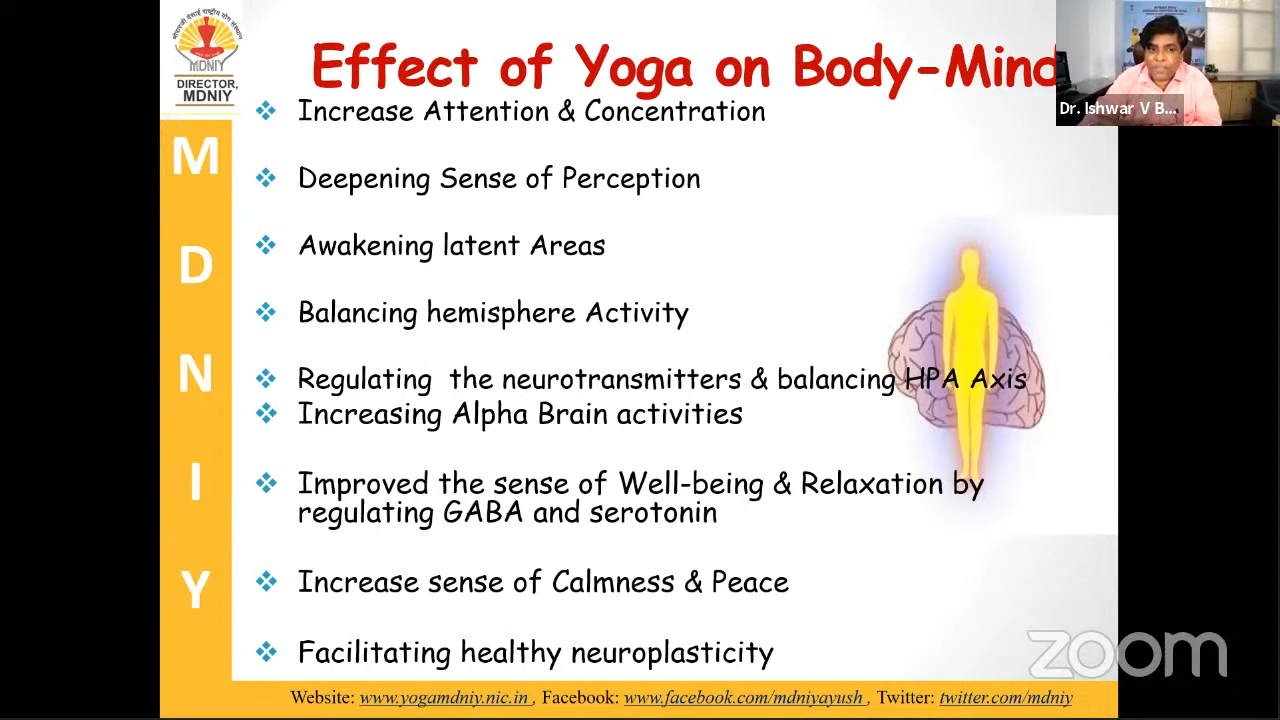 मोरारजी देसाई राष्ट्रीय योग संस्थान
MDNIY
DIRECTOR,
MDNIY
Effect of Yoga on Body-Mind
Dr. Ishwar V B...
M
D
N
I
Y
Increase Attention & Concentration
Deepening Sense of Perception
Awakening latent Areas
Balancing hemisphere Activity
Regulating the neurotransmitters & balancing HPA Axis
Increasing Alpha Brain activities
Improved the sense of Well-being & Relaxation by
regulating GABA and serotonin
Increase sense of Calmness & Peace
Facilitating healthy neuroplasticity
zoom
Website: www.yogamdniy.nic.in , Facebook: www.facebook.com/mdniyayush , Twitter: twitter.com/mdniy